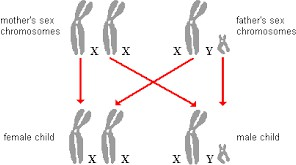 mother's sex
chromosomes
father's sex
chromosomes
X X X Y
female child
male child
X X X Y